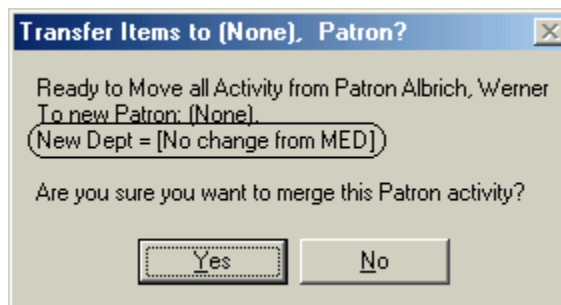 Transfer Items to (None),  Patron?
Ready to Move all Activity from Patron Albrich, Werner
To new Patron: (None).
New Dept = [No change from MED]
Are you sure you want to merge this Patron activity?
Yes No